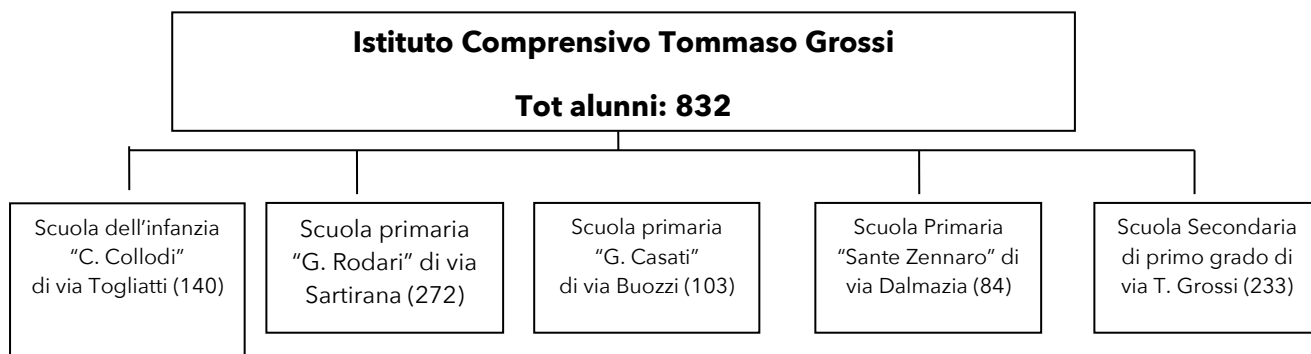 Istituto Comprensivo Tommaso Grossi
Tot alunni: 832
Scuola dell’infanzia
“C. Collodi”
di via Togliatti (140)
Scuola primaria
“G. Rodari” di via
Sartirana (272)
Scuola primaria
“G. Casati”
di via Buozzi (103)
Scuola Primaria
“Sante Zennaro” di
via Dalmazia (84)
Scuola Secondaria
di primo grado di
via T. Grossi (233)